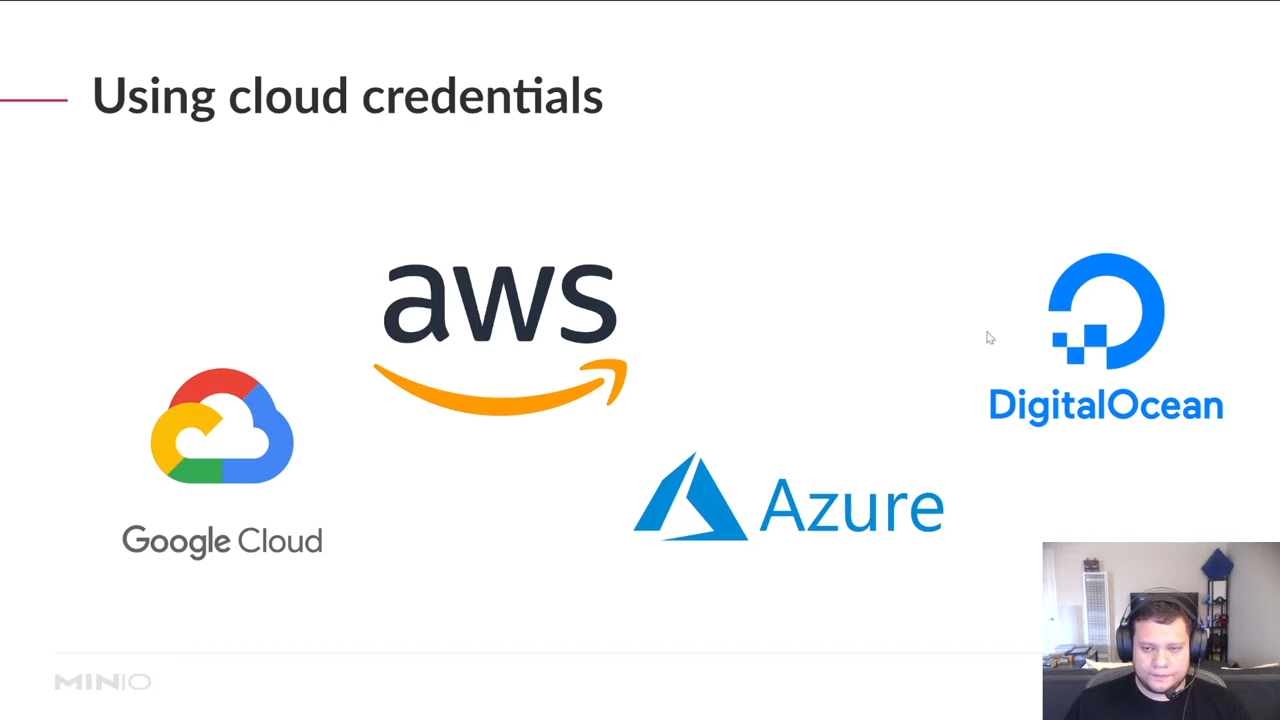 Using cloud credentials
aws
DigitalOcean
Azure
Google Cloud
MINIO